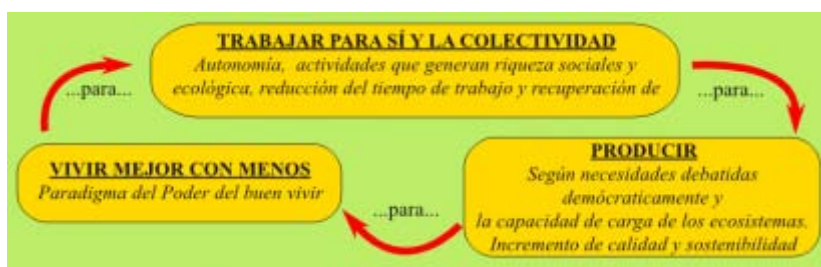 TRABAJAR PARA SÍ Y LA COLECTIVIDAD
Autonomía, actividades que generan riqueza sociales y
ecológica, reducción del tiempo de trabajo y recuperación de
...para...
...para...
PRODUCIR
Según necesidades debatidas
demócraticamente y
la capacidad de carga de los ecosistemas.
Incremento de calidad y sostenibilidad
...para...
VIVIR MEJOR CON MENOS
Paradigma del Poder del buen vivir